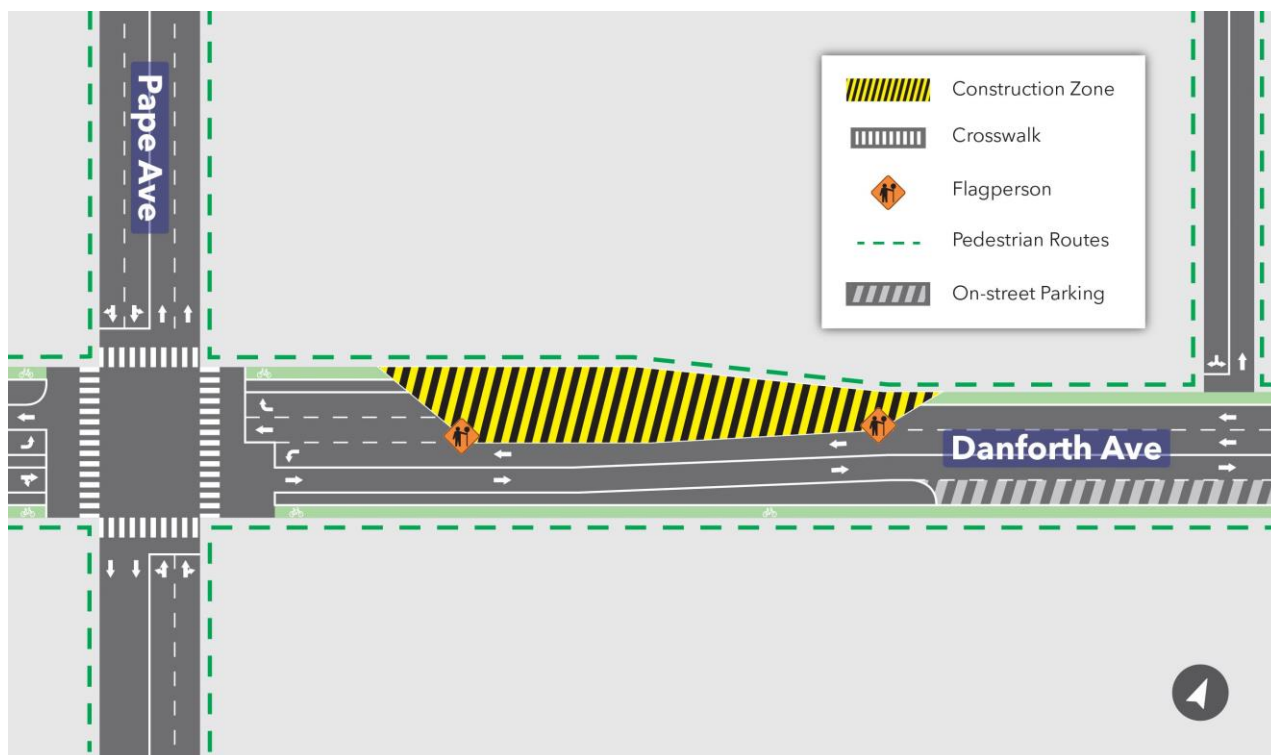 Pape Ave
Construction Zone
Crosswalk
Flagperson
Pedestrian Routes
On-street Parking
Danforth Ave